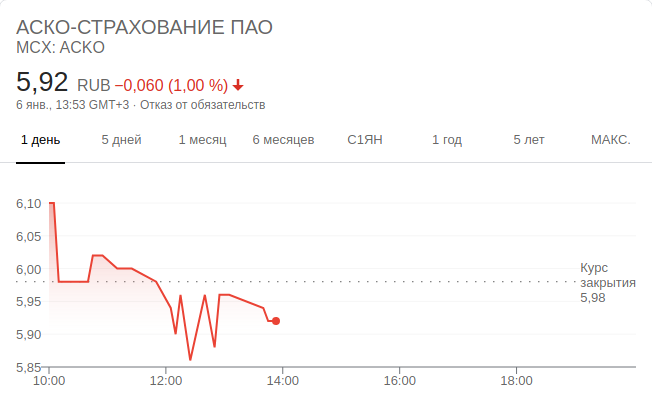 АСКО-СТРАХОВАНИЕ ПАО
MCX: ACKO
5,92 RUB −0,060 (1,00 %)
6 янв., 13:53 GMT+3 · Отказ от обязательств
1 день 5 дней 1 месяц 6 месяцев С1ЯН 1 год 5 лет МАКС.
6,10
6,05
6,00
5,95
5,90
5,85
Курс
закрытия
5,98
10:00 12:00 14:00 16:00 18:00